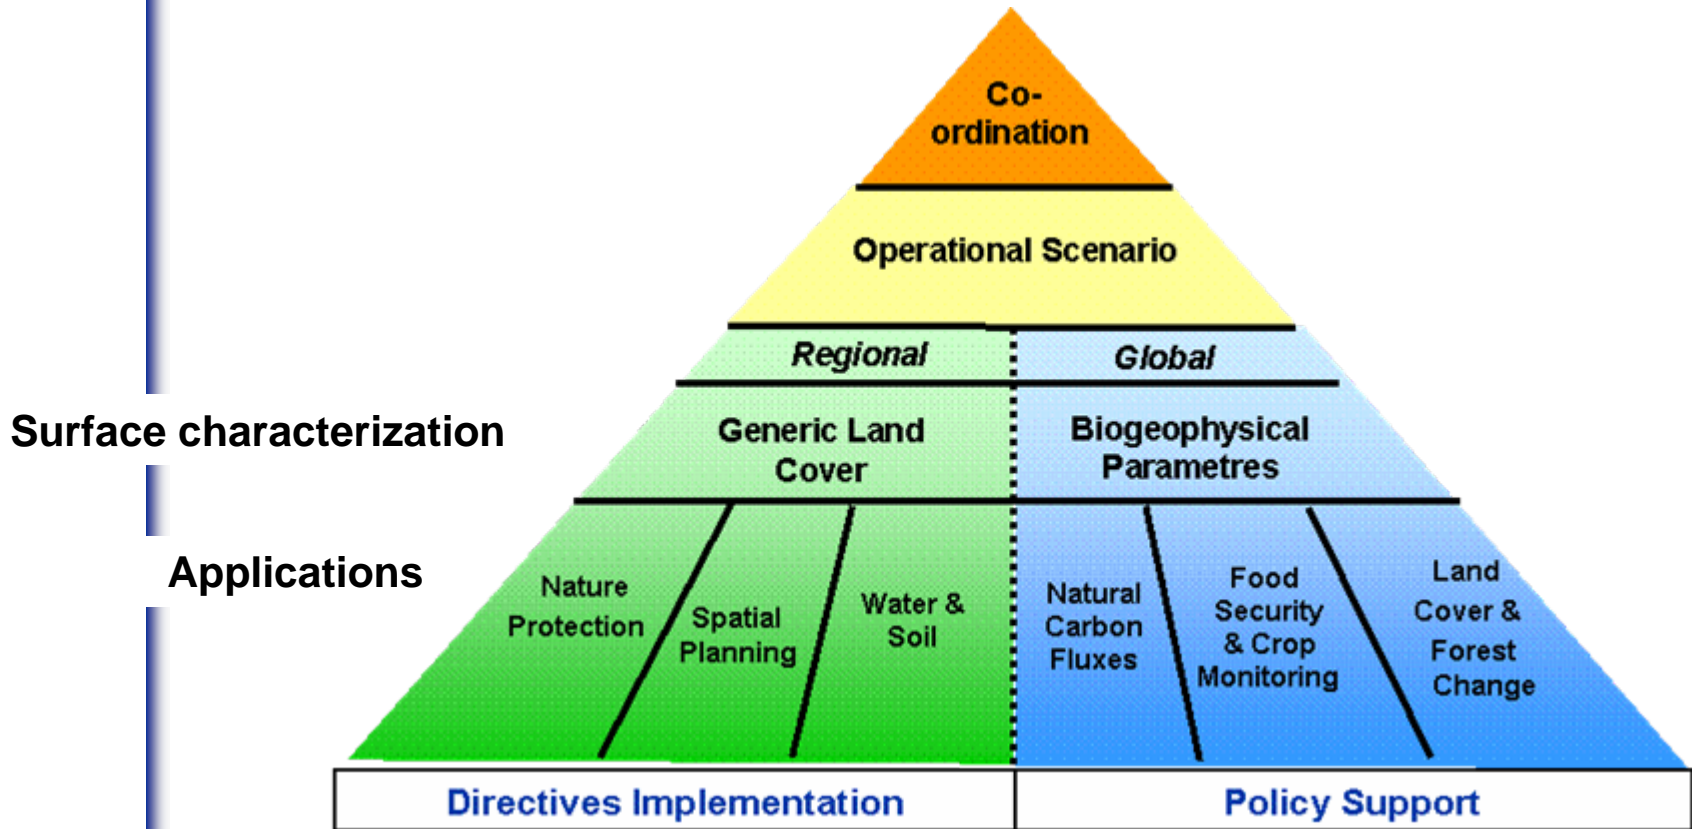 Co-
ordination
Operational Scenario
Regional
Global
Surface characterization
Generic Land
Cover
Biogeophysical
Parametres
Applications
Nature
Protection
Spatial
Planning
Water &
Soil
Natural
Carbon
Fluxes
Food
Security
& Crop
Monitoring
Land
Cover &
Forest
Change
Directives Implementation
Policy Support